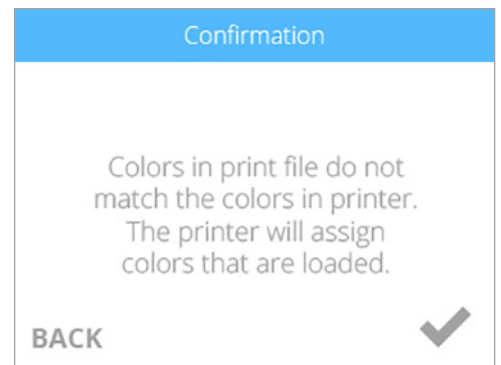 Confirmation
Colors in print file do not
match the colors in printer.
The printer will assign
colors that are loaded.
BACK